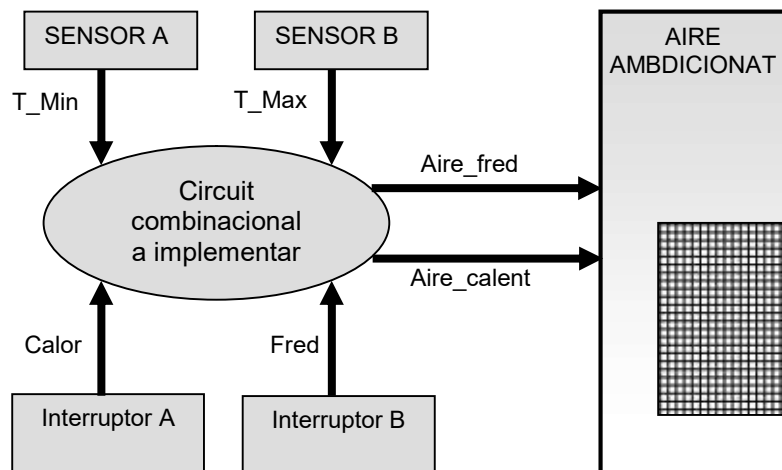 SENSOR A
SENSOR B
AIRE
AMBDICIONAT
T_Min
T_Max
Circuit
combinacional
a implementar
Aire_fred
Aire_calent
Calor
Fred
Interruptor A
Interruptor B